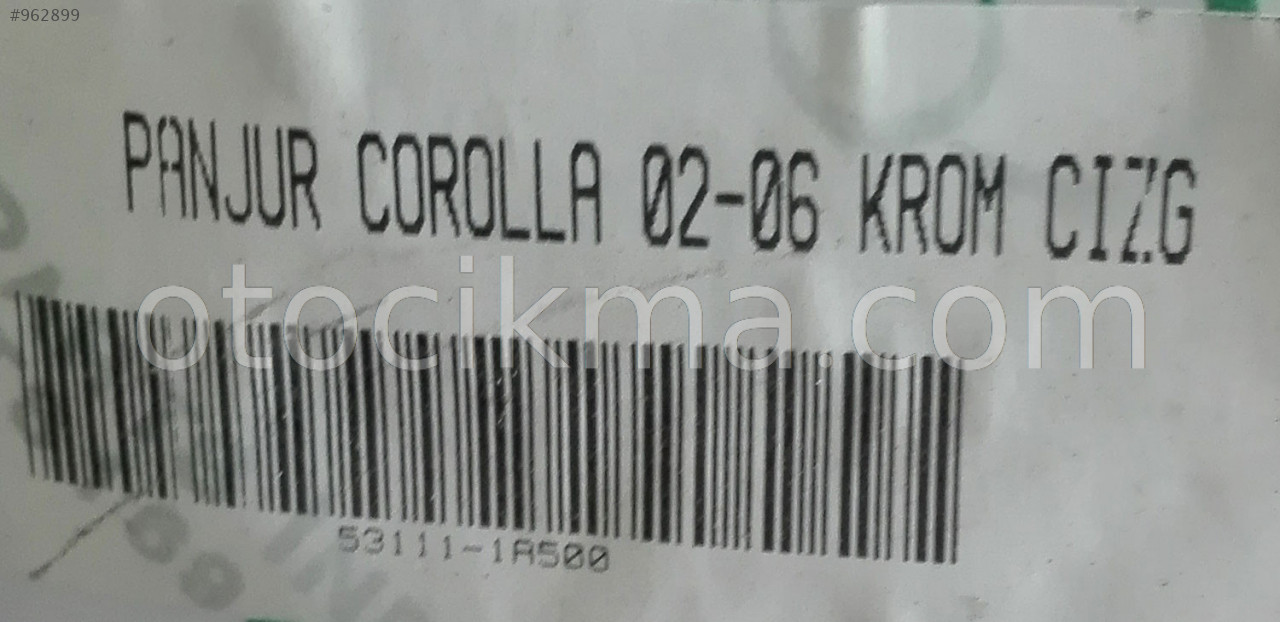 #962899
PANJUR COROLLA 02-06 KROM CIZG
otocikma.com
53111-1A500